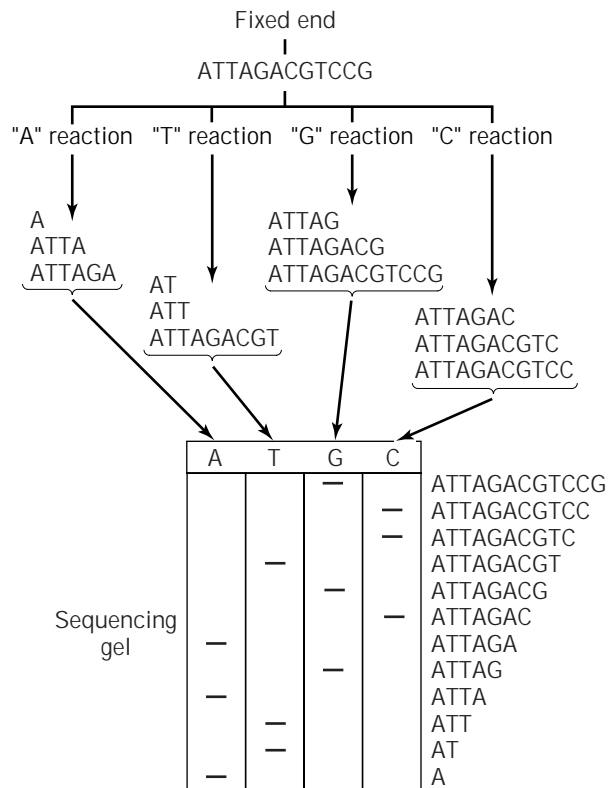 Fixed end
ATTAGACGTCCG
"A" reaction "T" reaction "G" reaction "C" reaction
A
ATTA
ATTAGA
AT
ATT
ATTAGACGT
ATTAG
ATTAGACG
ATTAGACGTCCG
ATTAGAC
ATTAGACGTC
ATTAGACGTCC
A T G C
ATTAGACGTCCG
ATTAGACGTCC
ATTAGACGTC
ATTAGACGT
ATTAGACG
ATTAGAC
ATTAGA
ATTAG
ATTA
ATT
AT
A
Sequencing
gel